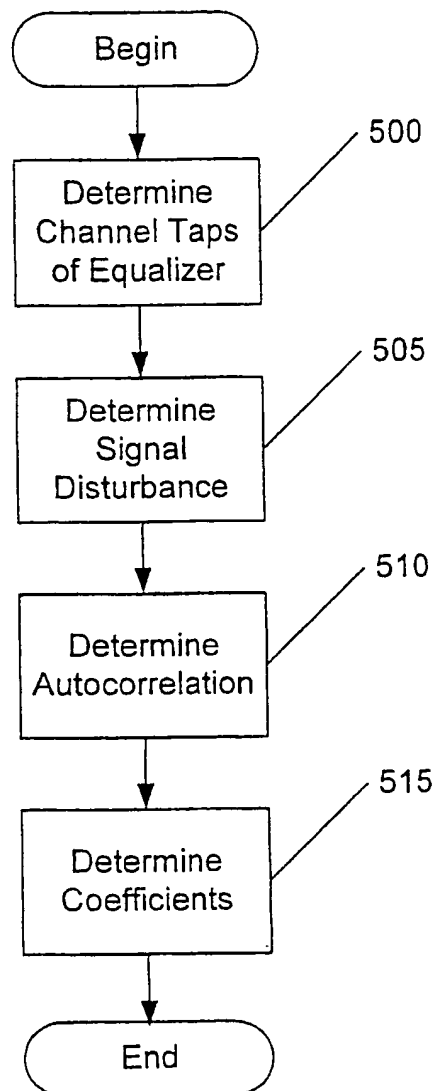 Begin
500
Determine
Channel Taps
of Equalizer
505
Determine
Signal
Disturbance
510
Determine
Autocorrelation
515
Determine
Coefficients
End